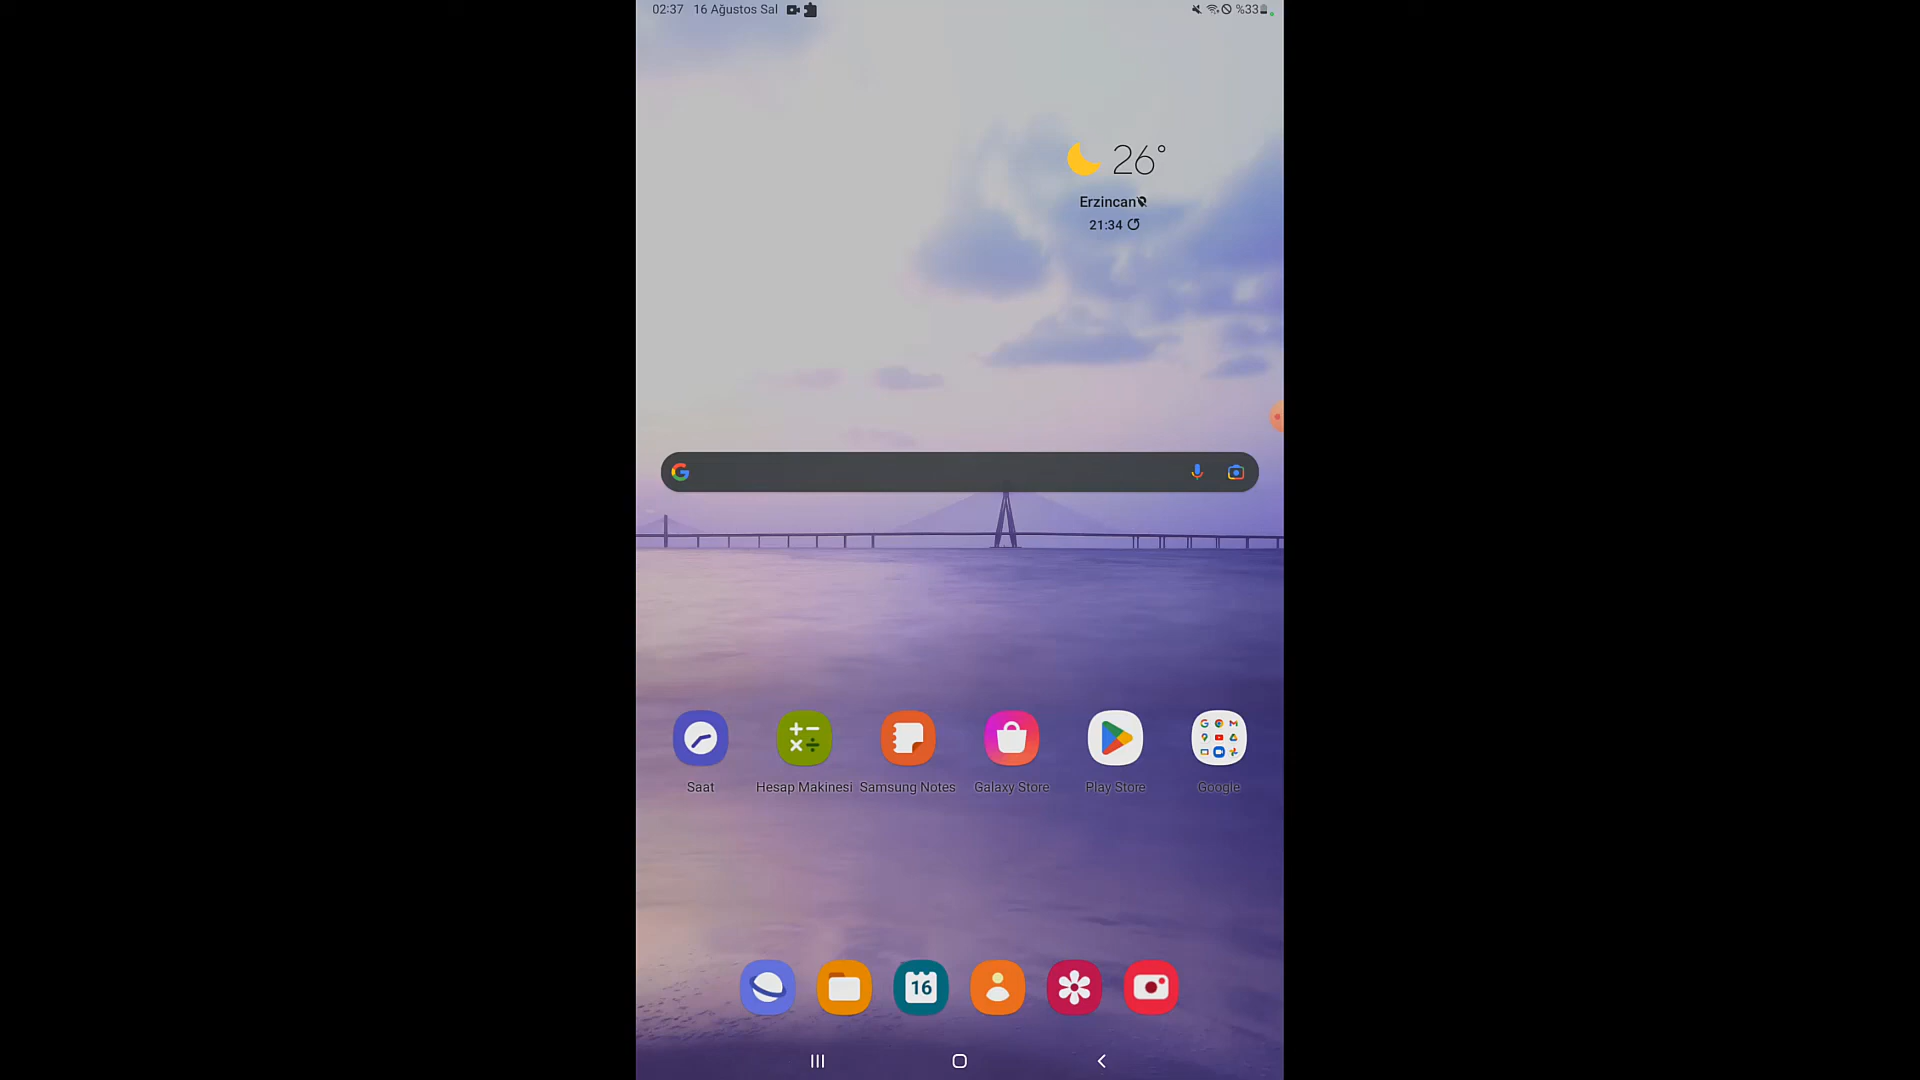 02:37 16 Ağustos Sal %33
26°
Erzincan
21:34
Saat Hesap Makinesi Samsung Notes Galaxy Store Play Store Google
16